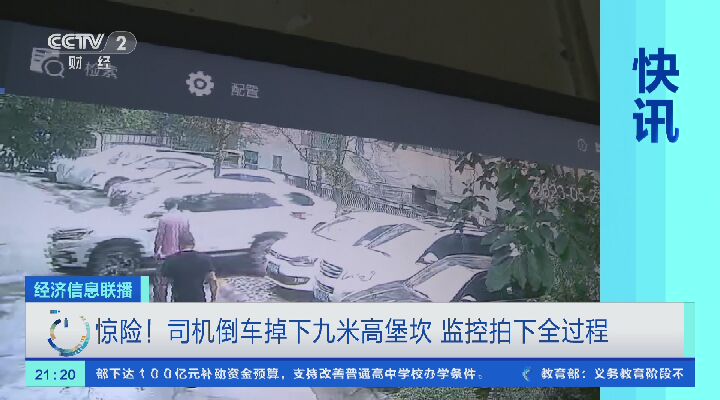 CCTV 2
财经
快讯
检索
配置
经济信息联播
惊险！司机倒车掉下九米高堡坎 监控拍下全过程
21:20 部下达100亿元补助资金预算，支持改善普通高中学校办学条件。 教育部：义务教育阶段不